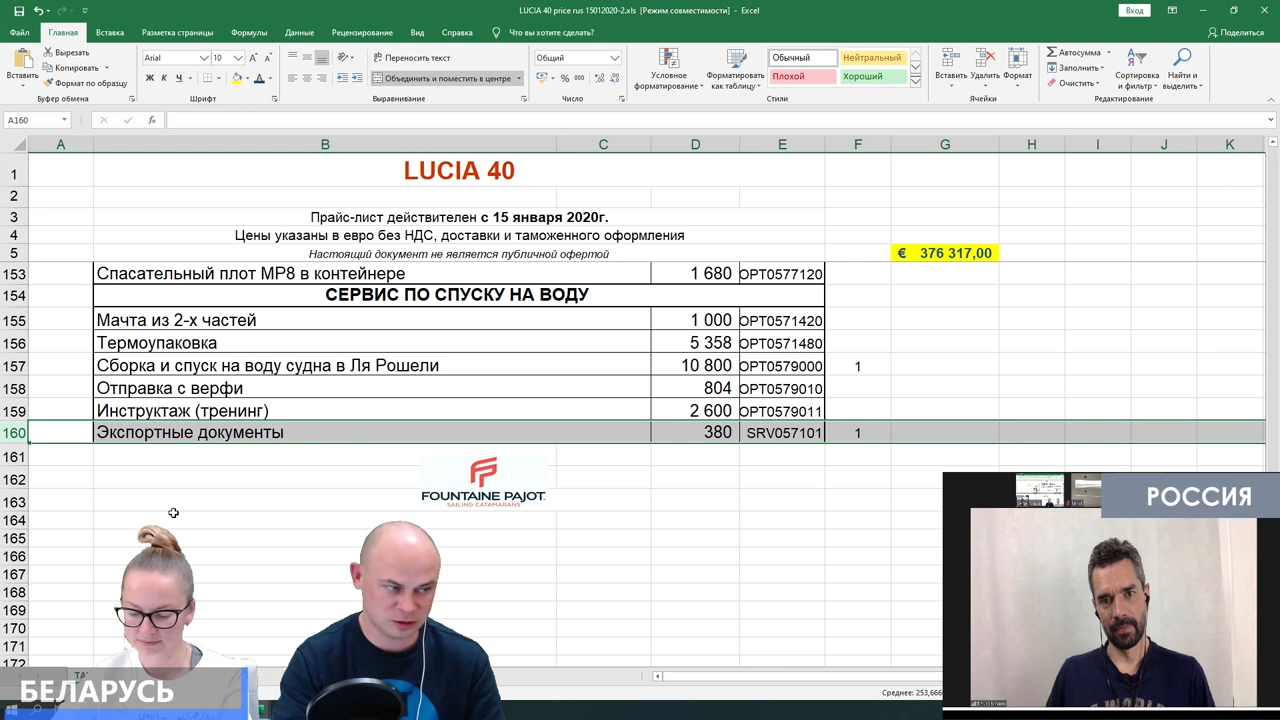 LUCIA 40 price rus 15012020-2.xls [Режим совместимости] - Excel
Вход
Файл Главная Вставка Разметка страницы Формулы Данные Рецензирование Вид Справка Что вы хотите сделать? Поделиться
Вставить
Вырезать
Копировать
Формат по образцу
Буфер обмена
Arial 10
Ж К Ч
Шрифт
Переносить текст
Объединить и поместить в центре
Выравнивание
Общий
Число
Условное форматирование
Форматировать как таблицу
Обычный Нейтральный
Плохой Хороший
Стили
Вставить Удалить Формат
Ячейки
Автосумма
Заполнить
Очистить
Сортировка и фильтр
Найти и выделить
Редактирование
A160 fx
A B C D E F G H I J K
1 LUCIA 40
2
3 Прайс-лист действителен с 15 января 2020г.
4 Цены указаны в евро без НДС, доставки и таможенного оформления
5 Настоящий документ не является публичной офертой € 376 317,00
153 Спасательный плот MP8 в контейнере 1 680 OPT0577120
154 СЕРВИС ПО СПУСКУ НА ВОДУ
155 Мачта из 2-х частей 1 000 OPT0571420
156 Термоупаковка 5 358 OPT0571480
157 Сборка и спуск на воду судна в Ля Рошели 10 800 OPT0579000 1
158 Отправка с верфи 804 OPT0579010
159 Инструктаж (тренинг) 2 600 OPT0579011
160 Экспортные документы 380 SRV057101 1
161
162
FOUNTAINE PAJOT
SAILING CATAMARANS
163
164
165
166
167
168
169
170
171
172
РОССИЯ
БЕЛАРУСЬ